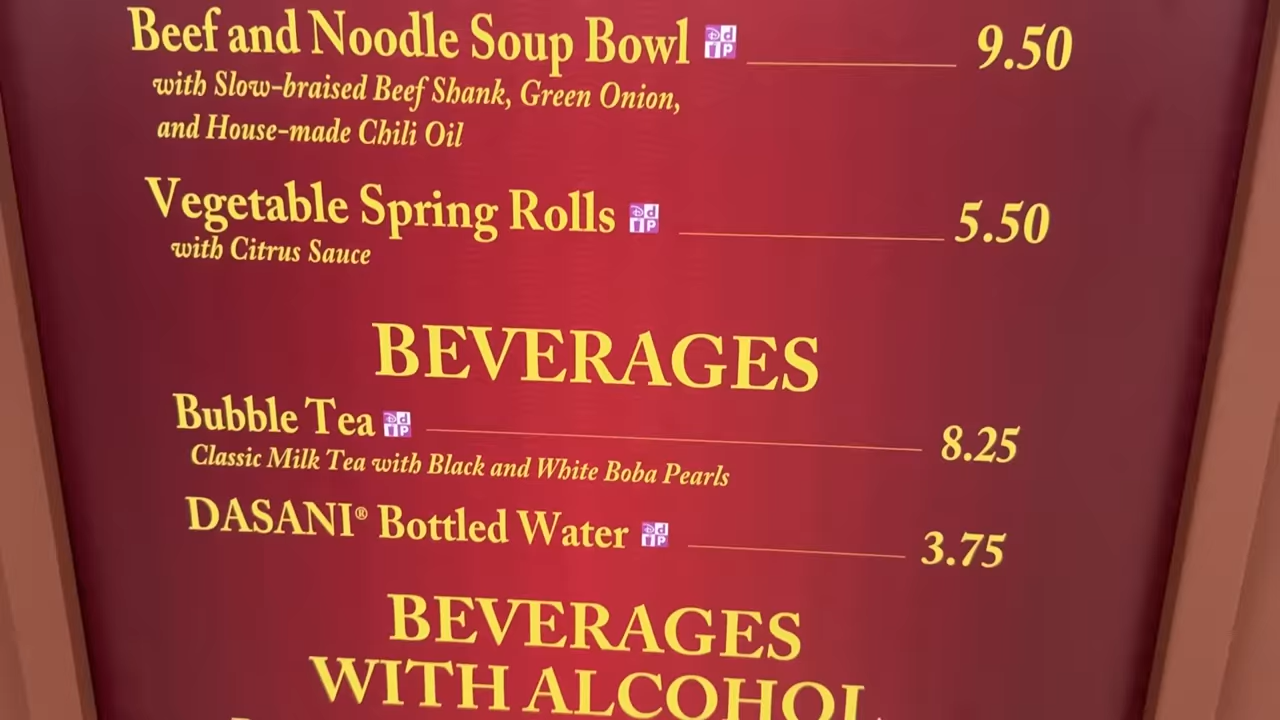 Beef and Noodle Soup Bowl 9.50
with Slow-braised Beef Shank, Green Onion,
and House-made Chili Oil
Vegetable Spring Rolls 5.50
with Citrus Sauce
BEVERAGES
Bubble Tea 8.25
Classic Milk Tea with Black and White Boba Pearls
DASANI® Bottled Water 3.75
BEVERAGES
WITH ALCOHOL